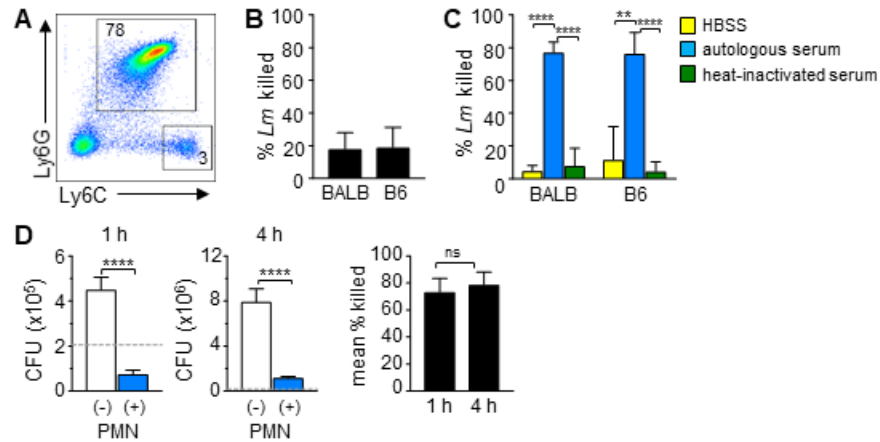 A
78
3
Ly6G
Ly6C
B
% Lm killed
100
80
60
40
20
0
BALB B6
C
% Lm killed
100
80
60
40
20
0
**** ****
** ****
BALB B6
HBSS
autologous serum
heat-inactivated serum
D
1 h
CFU (x10⁵)
6
4
2
0
****
(-) (+)
PMN
4 h
CFU (x10⁶)
12
8
4
0
****
(-) (+)
PMN
mean % killed
100
80
60
40
20
0
ns
1 h 4 h